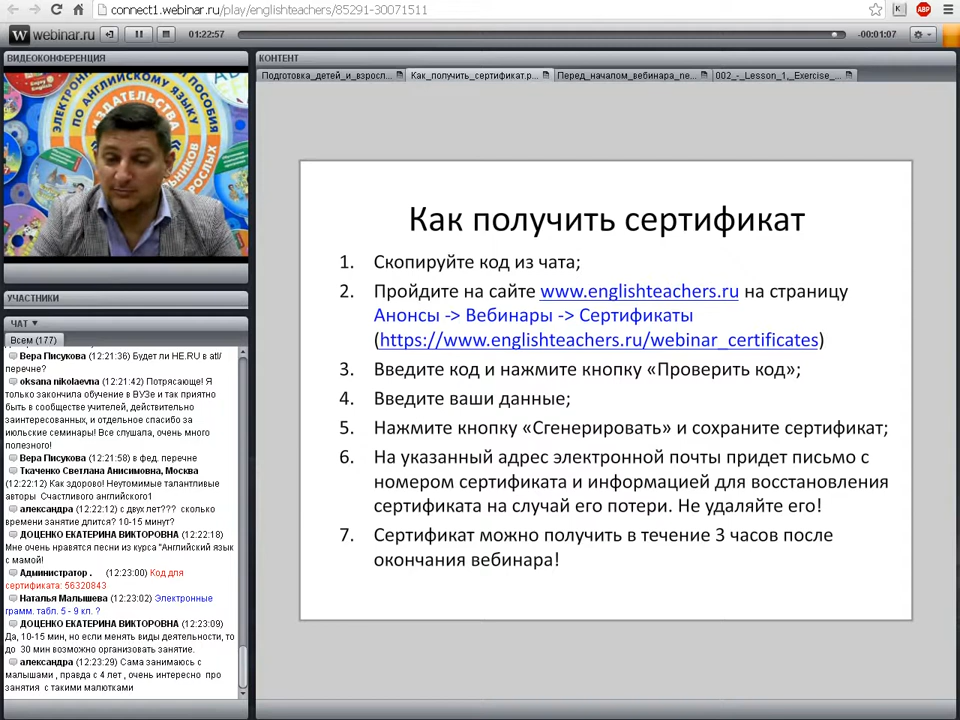 connect1.webinar.ru/play/englishteachers/85291-30071511
webinar.ru
01:22:57
-00:01:07
ВИДЕОКОНФЕРЕНЦИЯ
КОНТЕНТ
Подготовка_детей_и_взросл...
Как_получить_сертификат.p...
Перед_началом_вебинара_пе...
002_-_Lesson_1,_Exercise_...
ЭЛЕКТРОННЫЕ ПОСОБИЯ
ПО АНГЛИЙСКОМУ ЯЗЫКУ
ИЗДАТЕЛЬСТВА
Как получить сертификат
1. Скопируйте код из чата;
2. Пройдите на сайте www.englishteachers.ru на страницу
Анонсы -> Вебинары -> Сертификаты
(https://www.englishteachers.ru/webinar_certificates)
3. Введите код и нажмите кнопку «Проверить код»;
4. Введите ваши данные;
5. Нажмите кнопку «Сгенерировать» и сохраните сертификат;
6. На указанный адрес электронной почты придет письмо с
номером сертификата и информацией для восстановления
сертификата на случай его потери. Не удаляйте его!
7. Сертификат можно получить в течение 3 часов после
окончания вебинара!
УЧАСТНИКИ
ЧАТ
Всем (177)
Вера Писукова (12:21:36) Будет ли НЕ.RU в atl/
перечне?
oksana nikolaevna (12:21:42) Потрясающе! Я
только закончила обучение в ВУЗе и так приятно
быть в сообществе учителей, действительно
заинтересованных, и отдельное спасибо за
июльские семинары! Все слушала, очень много
полезного!
Вера Писукова (12:21:58) в фед. перечне
Ткаченко Светлана Анисимовна, Москва
(12:22:12) Как здорово! Неутомимые талантливые
авторы Счастливого английского1
александра (12:22:12) с двух лет??? сколько
времени занятие длится? 10-15 минут?
ДОЦЕНКО ЕКАТЕРИНА ВИКТОРОВНА (12:22:18)
Мне очень нравятся песни из курса "Английский язык
с мамой!
Администратор . (12:23:00) Код для
сертификата: 56320843
Наталья Малышева (12:23:02) Электронные
грамм. табл. 5 - 9 кл. ?
ДОЦЕНКО ЕКАТЕРИНА ВИКТОРОВНА (12:23:09)
Да, 10-15 мин, но если менять виды деятельности, то
до 30 мин возможно организовать занятие.
александра (12:23:29) Сама занимаюсь с
малышами , правда с 4 лет , очень интересно про
занятия с такими малютками